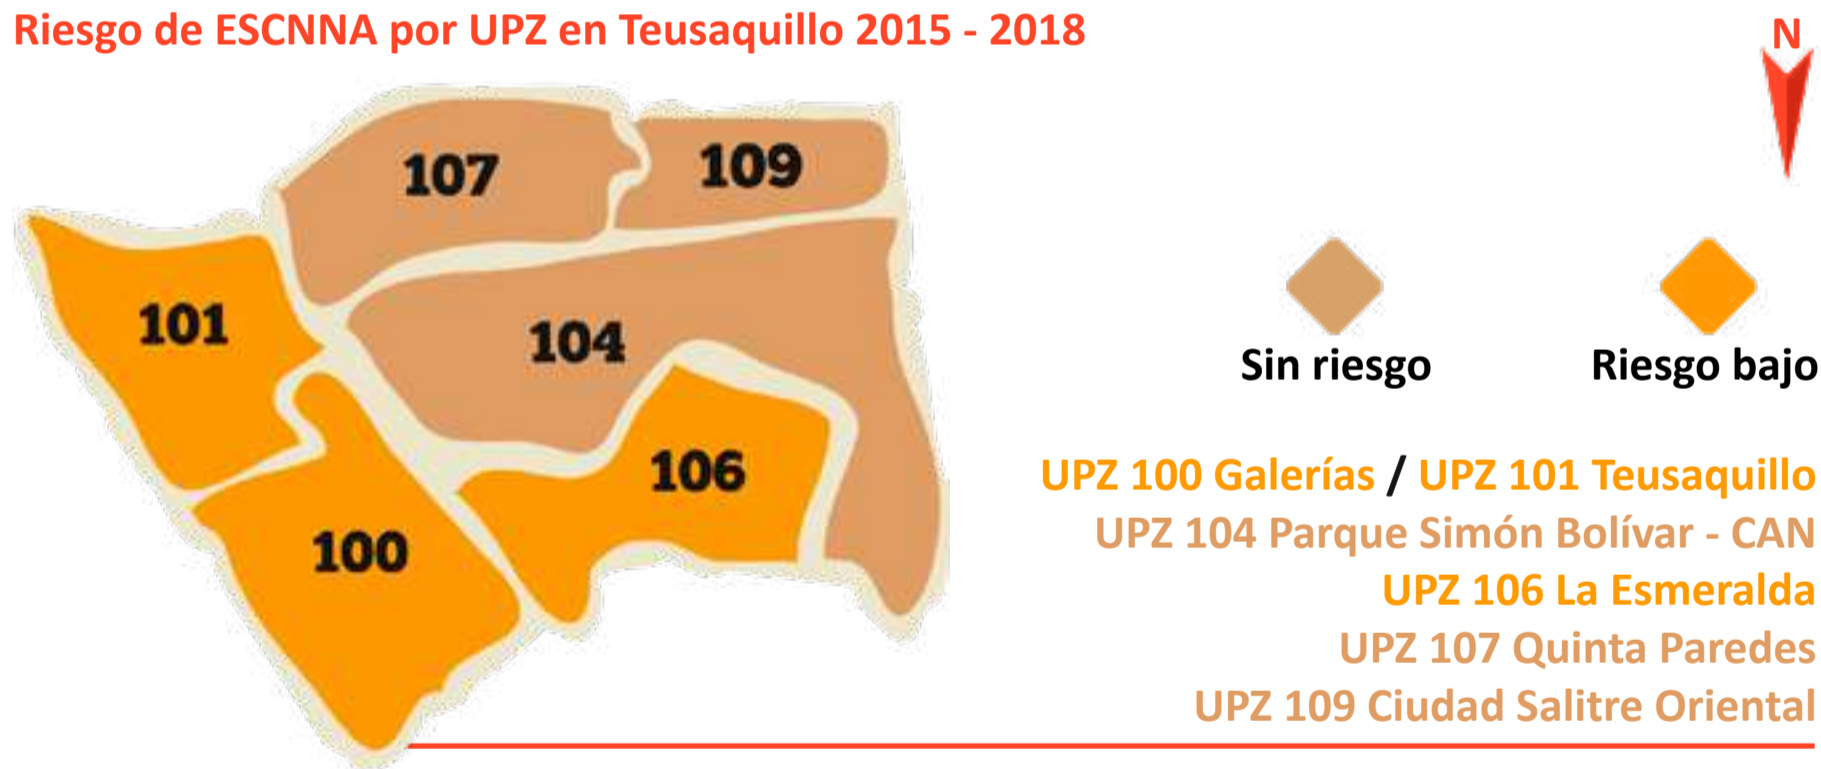 Riesgo de ESCNNA por UPZ en Teusaquillo 2015 - 2018
N
107
109
101
104
106
100
Sin riesgo
Riesgo bajo
UPZ 100 Galerías / UPZ 101 Teusaquillo
UPZ 104 Parque Simón Bolívar - CAN
UPZ 106 La Esmeralda
UPZ 107 Quinta Paredes
UPZ 109 Ciudad Salitre Oriental